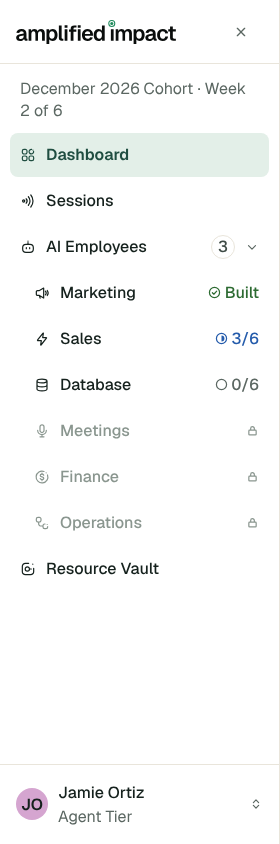 amplified impact
December 2026 Cohort · Week
2 of 6
Dashboard
Sessions
AI Employees 3
Marketing Built
Sales 3/6
Database 0/6
Meetings
Finance
Operations
Resource Vault
JO Jamie Ortiz
Agent Tier